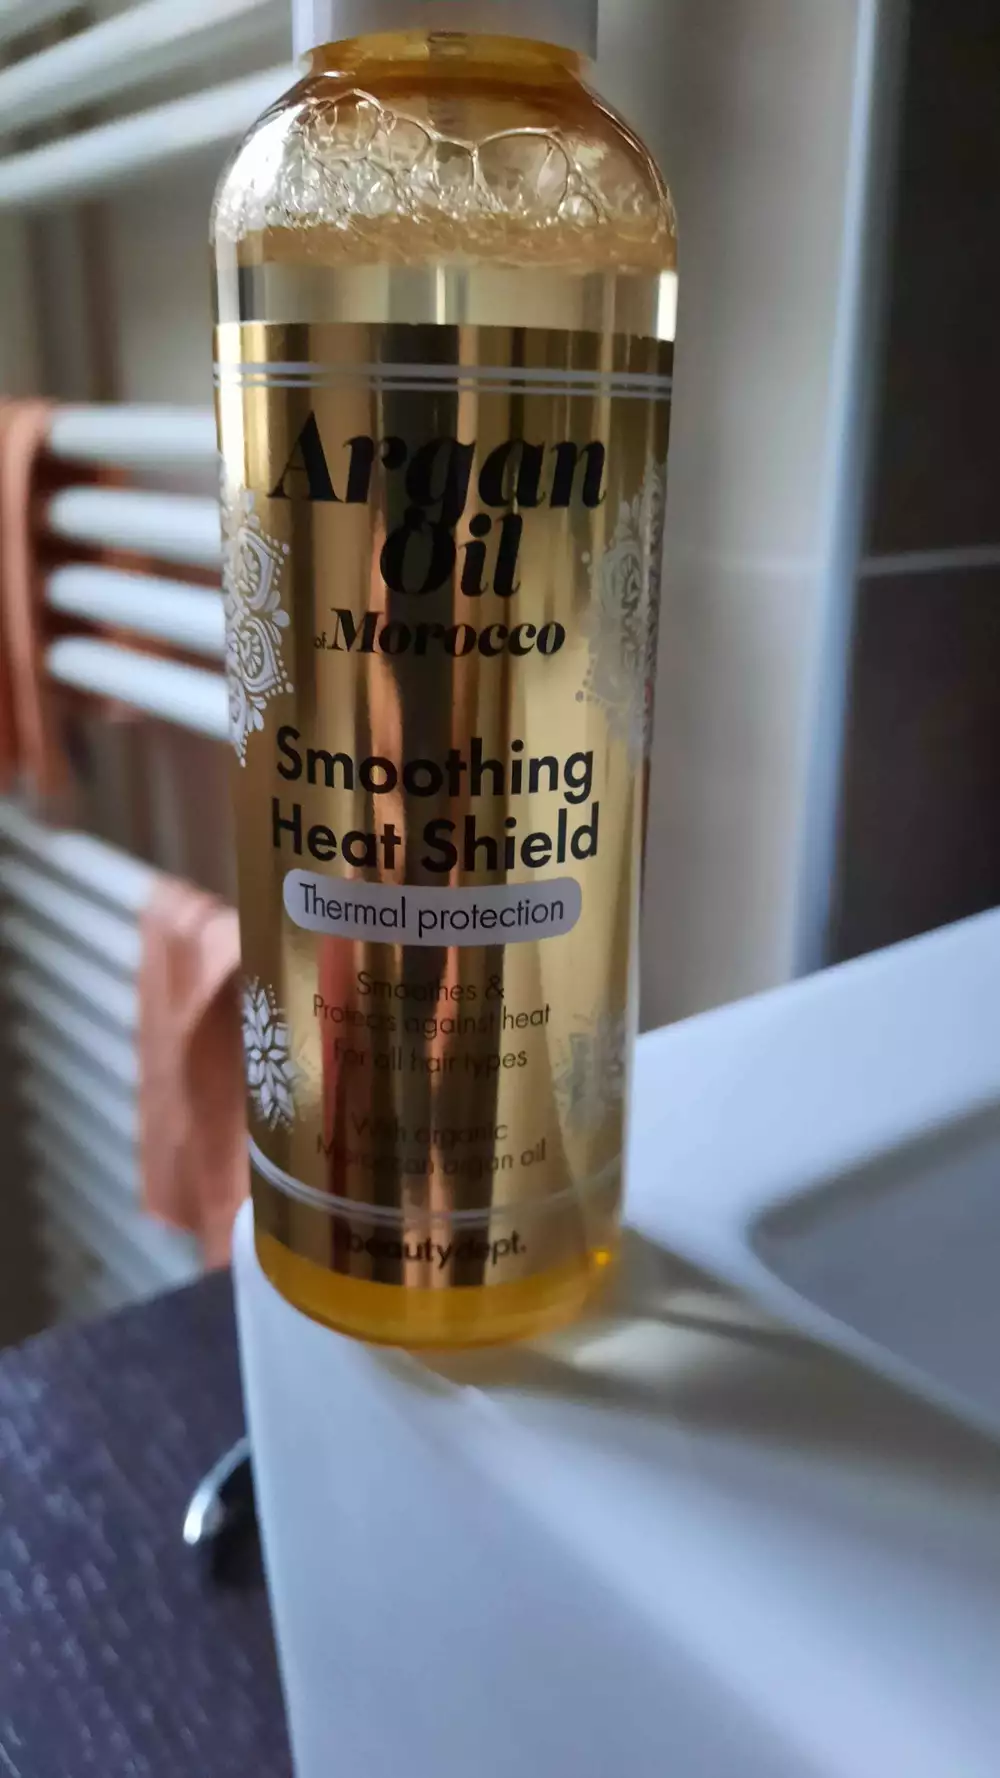 Argan
Oil
of Morocco
Smoothing
Heat Shield
Thermal protection
Smoothes &
Protects against heat
For all hair types
With organic
Moroccan argan oil
beautydept.